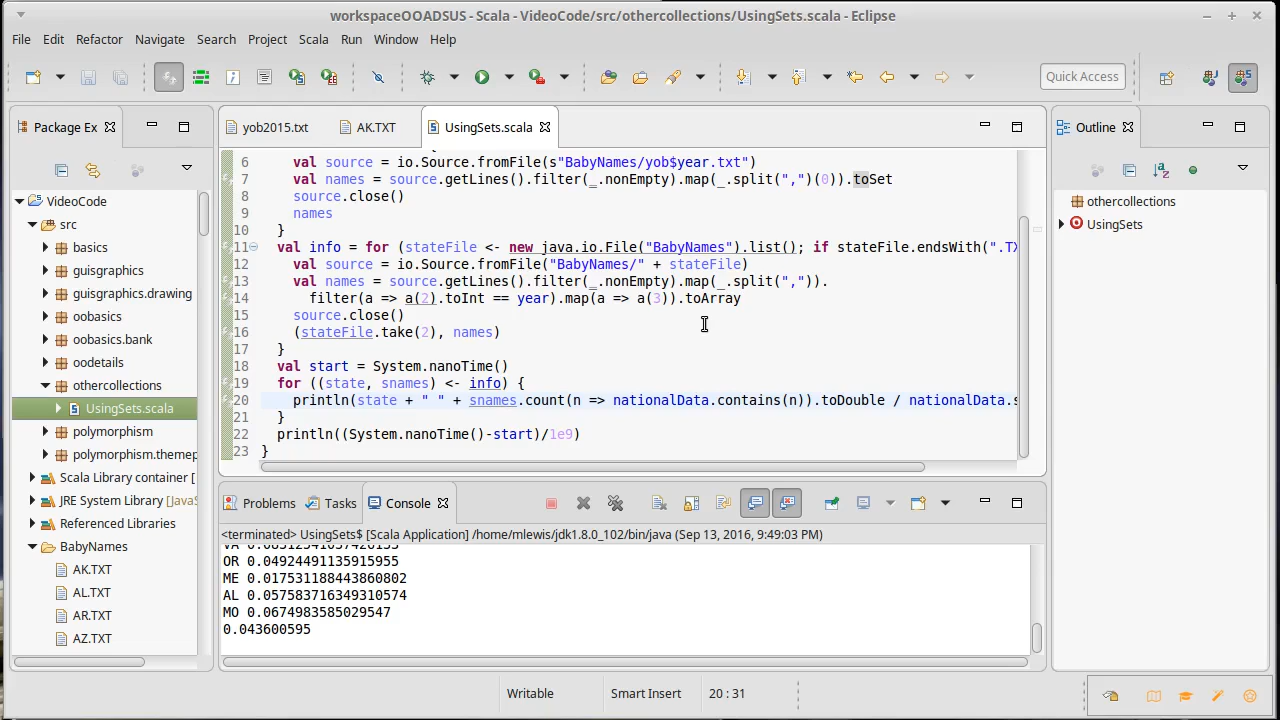 workspaceOOADSUS - Scala - VideoCode/src/othercollections/UsingSets.scala - Eclipse
File Edit Refactor Navigate Search Project Scala Run Window Help
Quick Access
Package Ex
yob2015.txt AK.TXT UsingSets.scala
Outline
VideoCode
src
basics
guisgraphics
guisgraphics.drawing
oobasics
oobasics.bank
oodetails
othercollections
UsingSets.scala
polymorphism
polymorphism.themep
Scala Library container [
JRE System Library [JavaS
Referenced Libraries
BabyNames
AK.TXT
AL.TXT
AR.TXT
AZ.TXT
6 val source = io.Source.fromFile(s"BabyNames/yob$year.txt")
7 val names = source.getLines().filter(_.nonEmpty).map(_.split(",")(0)).toSet
8 source.close()
9 names
10 }
11 val info = for (stateFile <- new java.io.File("BabyNames").list(); if stateFile.endsWith(".TX
12 val source = io.Source.fromFile("BabyNames/" + stateFile)
13 val names = source.getLines().filter(_.nonEmpty).map(_.split(",")).
14 filter(a => a(2).toInt == year).map(a => a(3)).toArray
15 source.close()
16 (stateFile.take(2), names)
17 }
18 val start = System.nanoTime()
19 for ((state, snames) <- info) {
20 println(state + " " + snames.count(n => nationalData.contains(n)).toDouble / nationalData.s
21 }
22 println((System.nanoTime()-start)/1e9)
23 }
othercollections
UsingSets
Problems Tasks Console
<terminated> UsingSets$ [Scala Application] /home/mlewis/jdk1.8.0_102/bin/java (Sep 13, 2016, 9:49:03 PM)
OR 0.04924491135915955
ME 0.017531188443860802
AL 0.057583716349310574
MO 0.0674983585029547
0.043600595
Writable Smart Insert 20 : 31